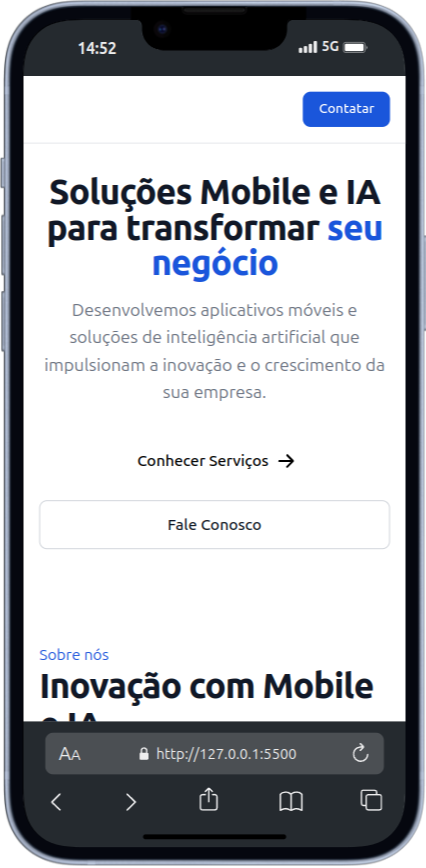 14:52
5G
Contatar
Soluções Mobile e IA
para transformar seu
negócio
Desenvolvemos aplicativos móveis e
soluções de inteligência artificial que
impulsionam a inovação e o crescimento da
sua empresa.
Conhecer Serviços
Fale Conosco
Sobre nós
Inovação com Mobile
e IA
AA
http://127.0.0.1:5500